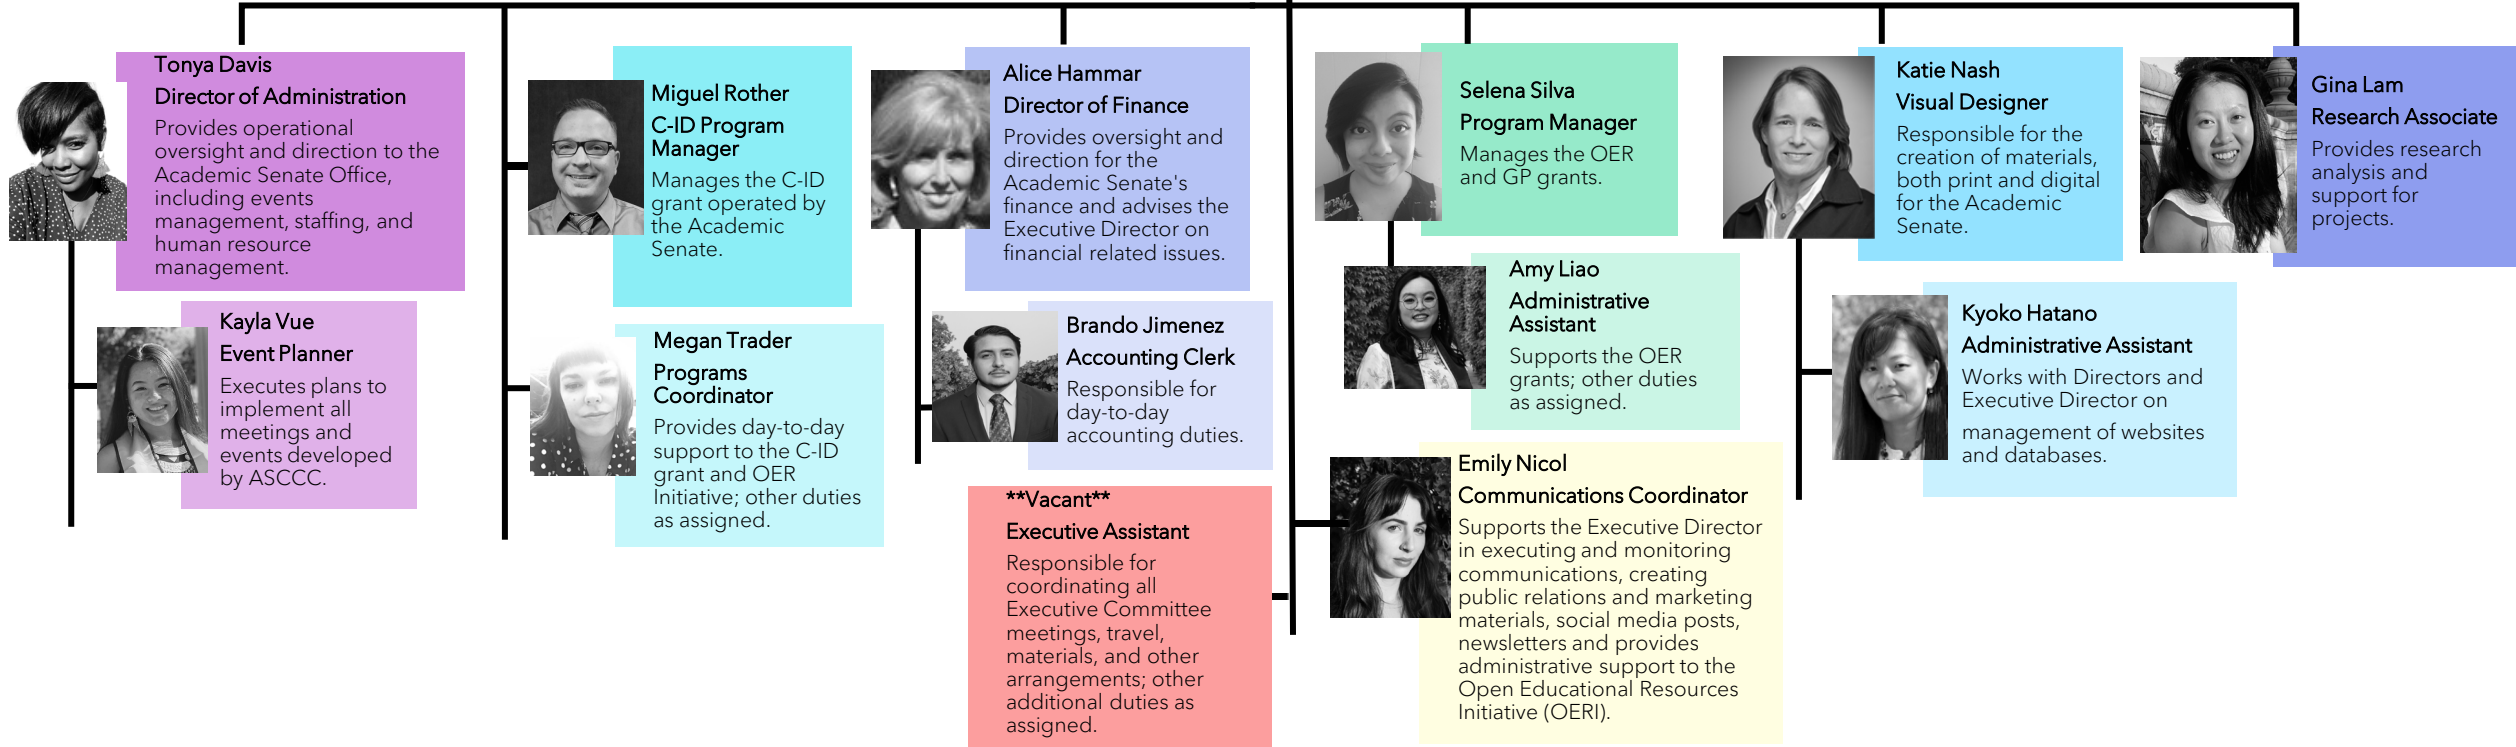 Tonya Davis
Director of Administration
Provides operational
oversight and direction to the
Academic Senate Office,
including events
management, staffing, and
human resource
management.
Kayla Vue
Event Planner
Executes plans to
implement all
meetings and
events developed
by ASCCC.
Miguel Rother
C-ID Program
Manager
Manages the C-ID
grant operated by
the Academic
Senate.
Megan Trader
Programs
Coordinator
Provides day-to-day
support to the C-ID
grant and OER
Initiative; other duties
as assigned.
Alice Hammar
Director of Finance
Provides oversight and
direction for the
Academic Senate's
finance and advises the
Executive Director on
financial related issues.
Brando Jimenez
Accounting Clerk
Responsible for
day-to-day
accounting duties.
**Vacant**
Executive Assistant
Responsible for
coordinating all
Executive Committee
meetings, travel,
materials, and other
arrangements; other
additional duties as
assigned.
Selena Silva
Program Manager
Manages the OER
and GP grants.
Amy Liao
Administrative
Assistant
Supports the OER
grants; other duties
as assigned.
Emily Nicol
Communications Coordinator
Supports the Executive Director
in executing and monitoring
communications, creating
public relations and marketing
materials, social media posts,
newsletters and provides
administrative support to the
Open Educational Resources
Initiative (OERI).
Katie Nash
Visual Designer
Responsible for the
creation of materials,
both print and digital
for the Academic
Senate.
Kyoko Hatano
Administrative Assistant
Works with Directors and
Executive Director on
management of websites
and databases.
Gina Lam
Research Associate
Provides research
analysis and
support for
projects.